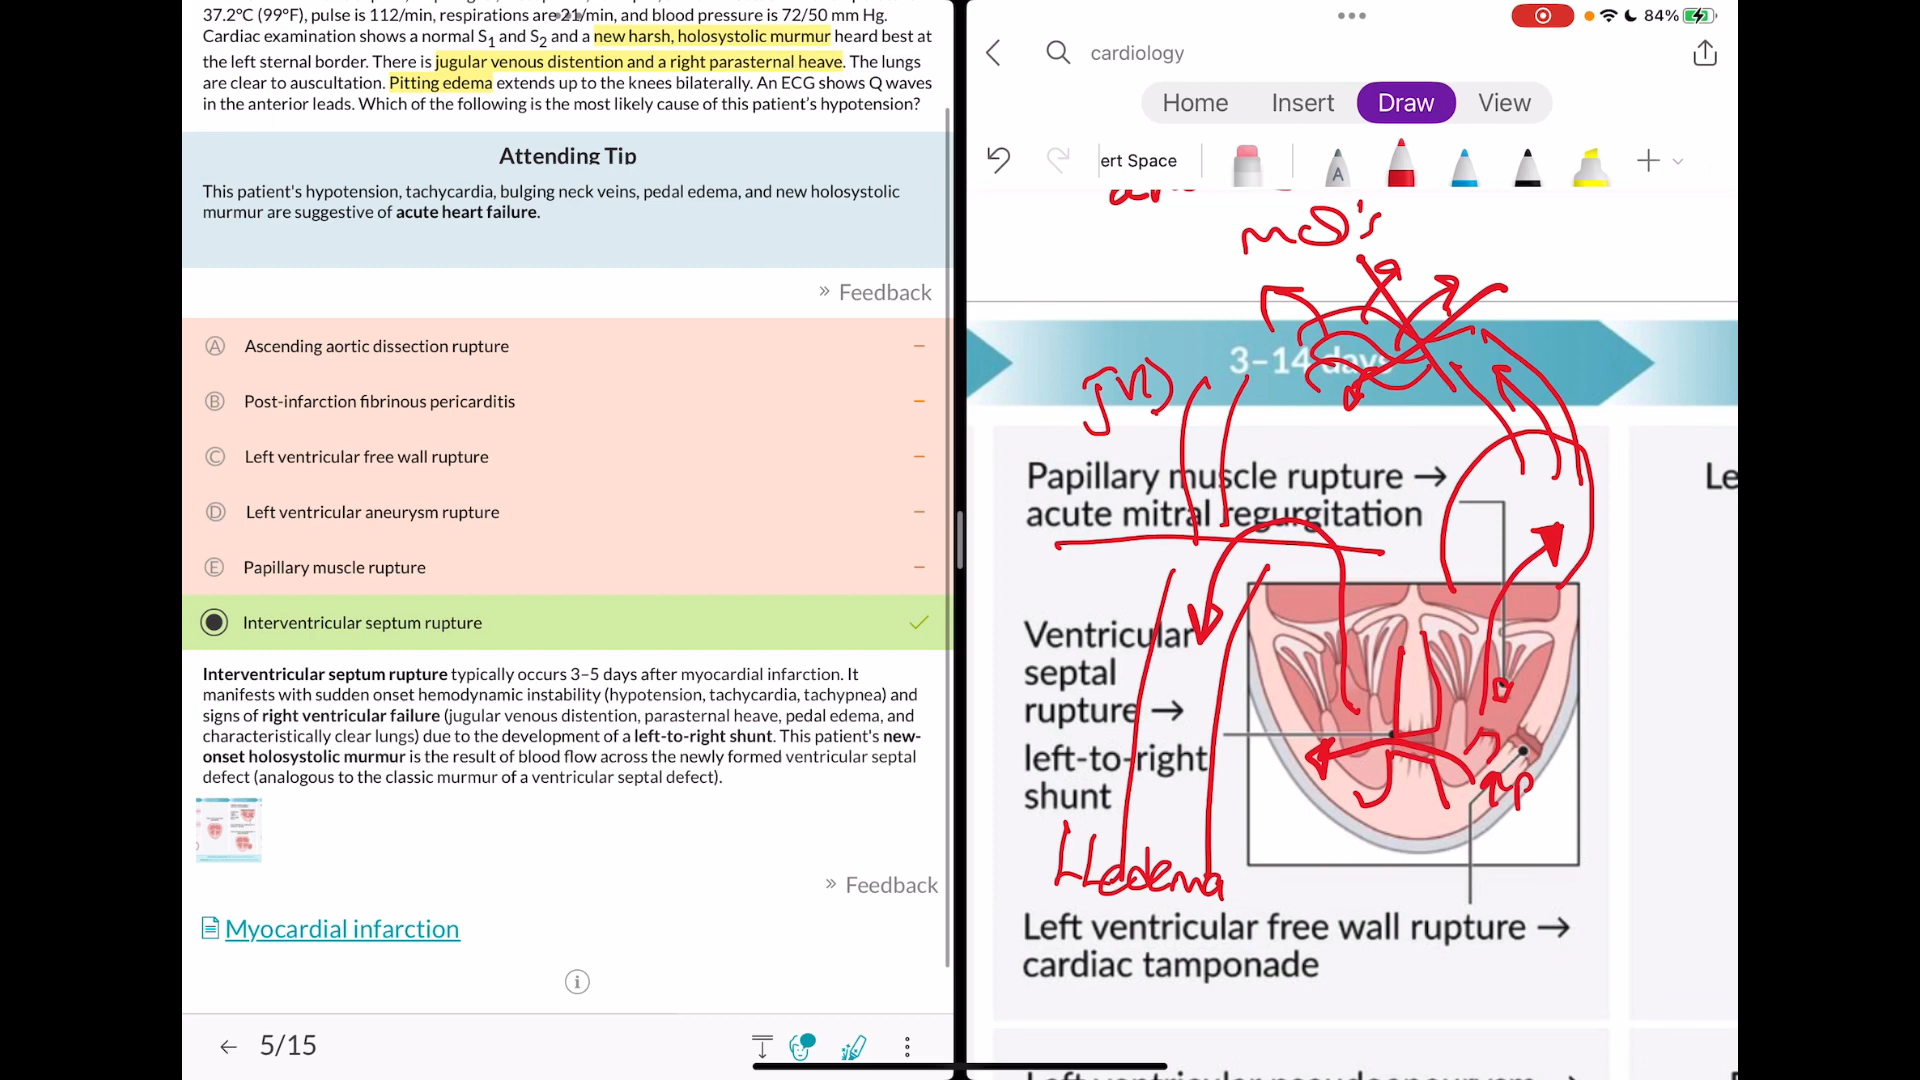 37.2°C (99°F), pulse is 112/min, respirations are 21/min, and blood pressure is 72/50 mm Hg.
Cardiac examination shows a normal S1 and S2 and a new harsh, holosystolic murmur heard best at
the left sternal border. There is jugular venous distention and a right parasternal heave. The lungs
are clear to auscultation. Pitting edema extends up to the knees bilaterally. An ECG shows Q waves
in the anterior leads. Which of the following is the most likely cause of this patient's hypotension?
Attending Tip
This patient's hypotension, tachycardia, bulging neck veins, pedal edema, and new holosystolic
murmur are suggestive of acute heart failure.
» Feedback
A Ascending aortic dissection rupture
B Post-infarction fibrinous pericarditis
C Left ventricular free wall rupture
D Left ventricular aneurysm rupture
E Papillary muscle rupture
Interventricular septum rupture
Interventricular septum rupture typically occurs 3–5 days after myocardial infarction. It
manifests with sudden onset hemodynamic instability (hypotension, tachycardia, tachypnea) and
signs of right ventricular failure (jugular venous distention, parasternal heave, pedal edema, and
characteristically clear lungs) due to the development of a left-to-right shunt. This patient's new-
onset holosystolic murmur is the result of blood flow across the newly formed ventricular septal
defect (analogous to the classic murmur of a ventricular septal defect).
» Feedback
Myocardial infarction
5/15
84%
cardiology
Home Insert Draw View
ert Space
A
3–14 days
JVD
Papillary muscle rupture →
acute mitral regurgitation
Ventricular
septal
rupture →
left-to-right
shunt
↑P
LL edema
Left ventricular free wall rupture →
cardiac tamponade
Le